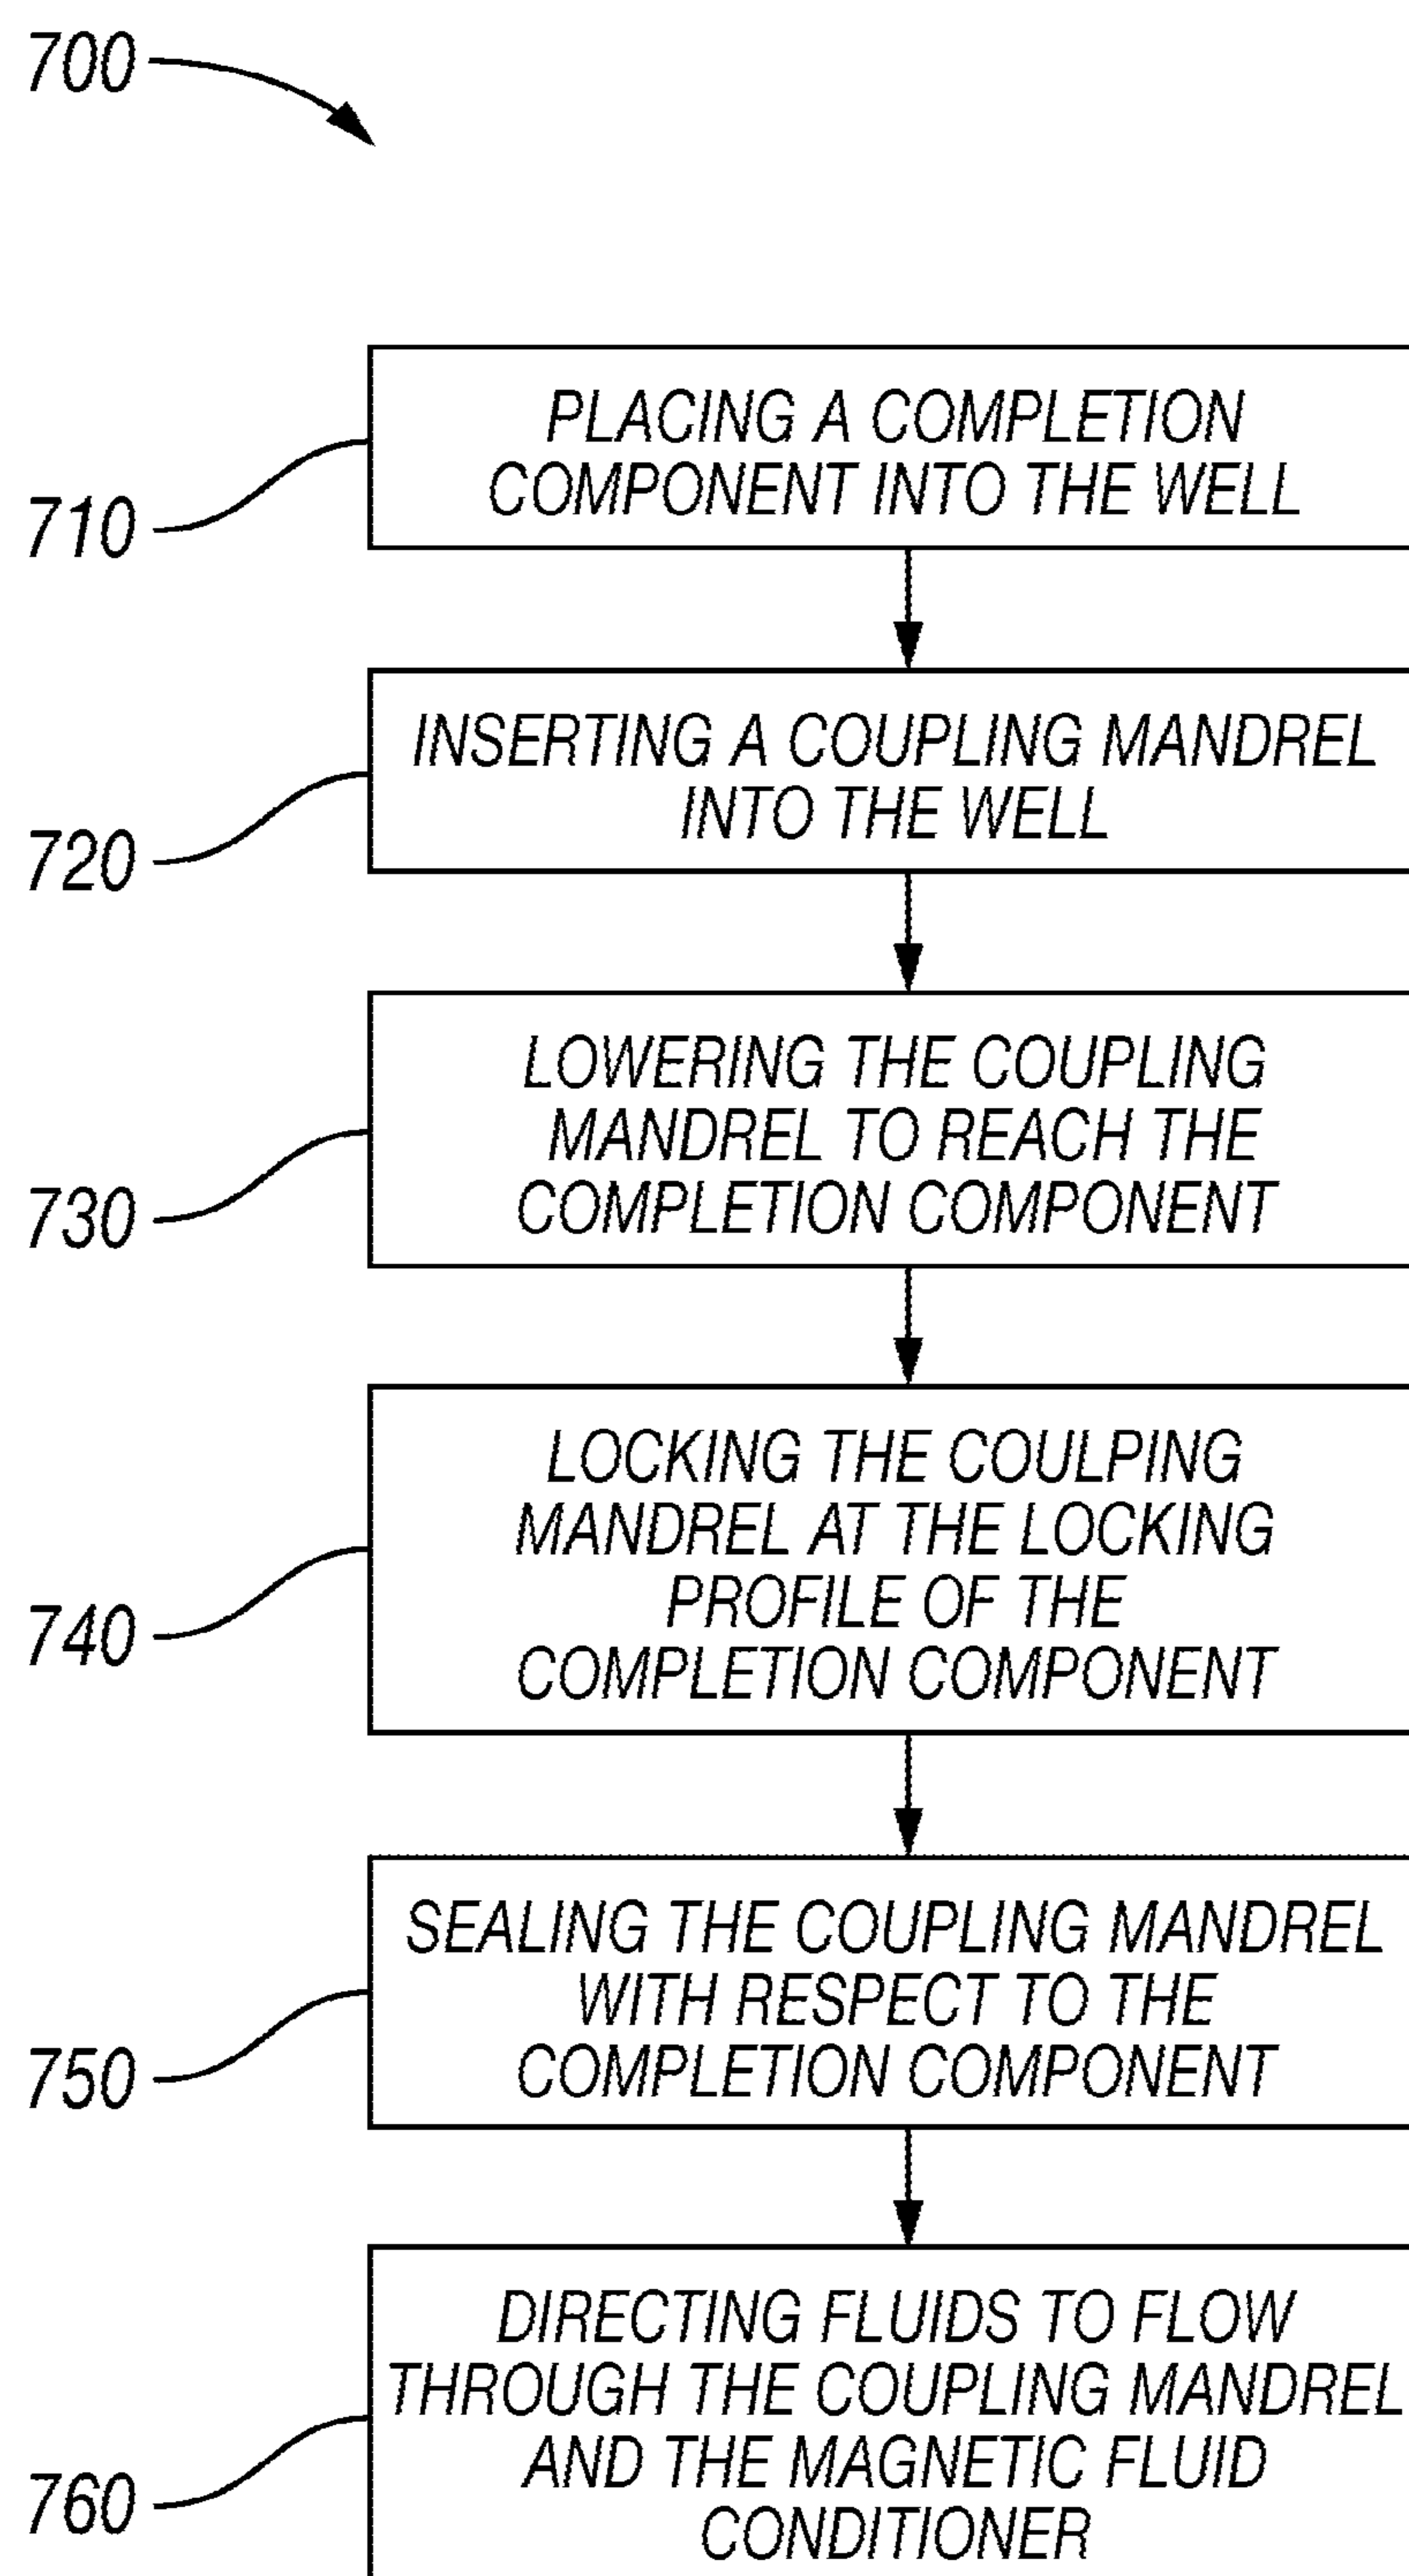 700
710
PLACING A COMPLETION
COMPONENT INTO THE WELL
720
INSERTING A COUPLING MANDREL
INTO THE WELL
730
LOWERING THE COUPLING
MANDREL TO REACH THE
COMPLETION COMPONENT
740
LOCKING THE COULPING
MANDREL AT THE LOCKING
PROFILE OF THE
COMPLETION COMPONENT
750
SEALING THE COUPLING MANDREL
WITH RESPECT TO THE
COMPLETION COMPONENT
760
DIRECTING FLUIDS TO FLOW
THROUGH THE COUPLING MANDREL
AND THE MAGNETIC FLUID
CONDITIONER